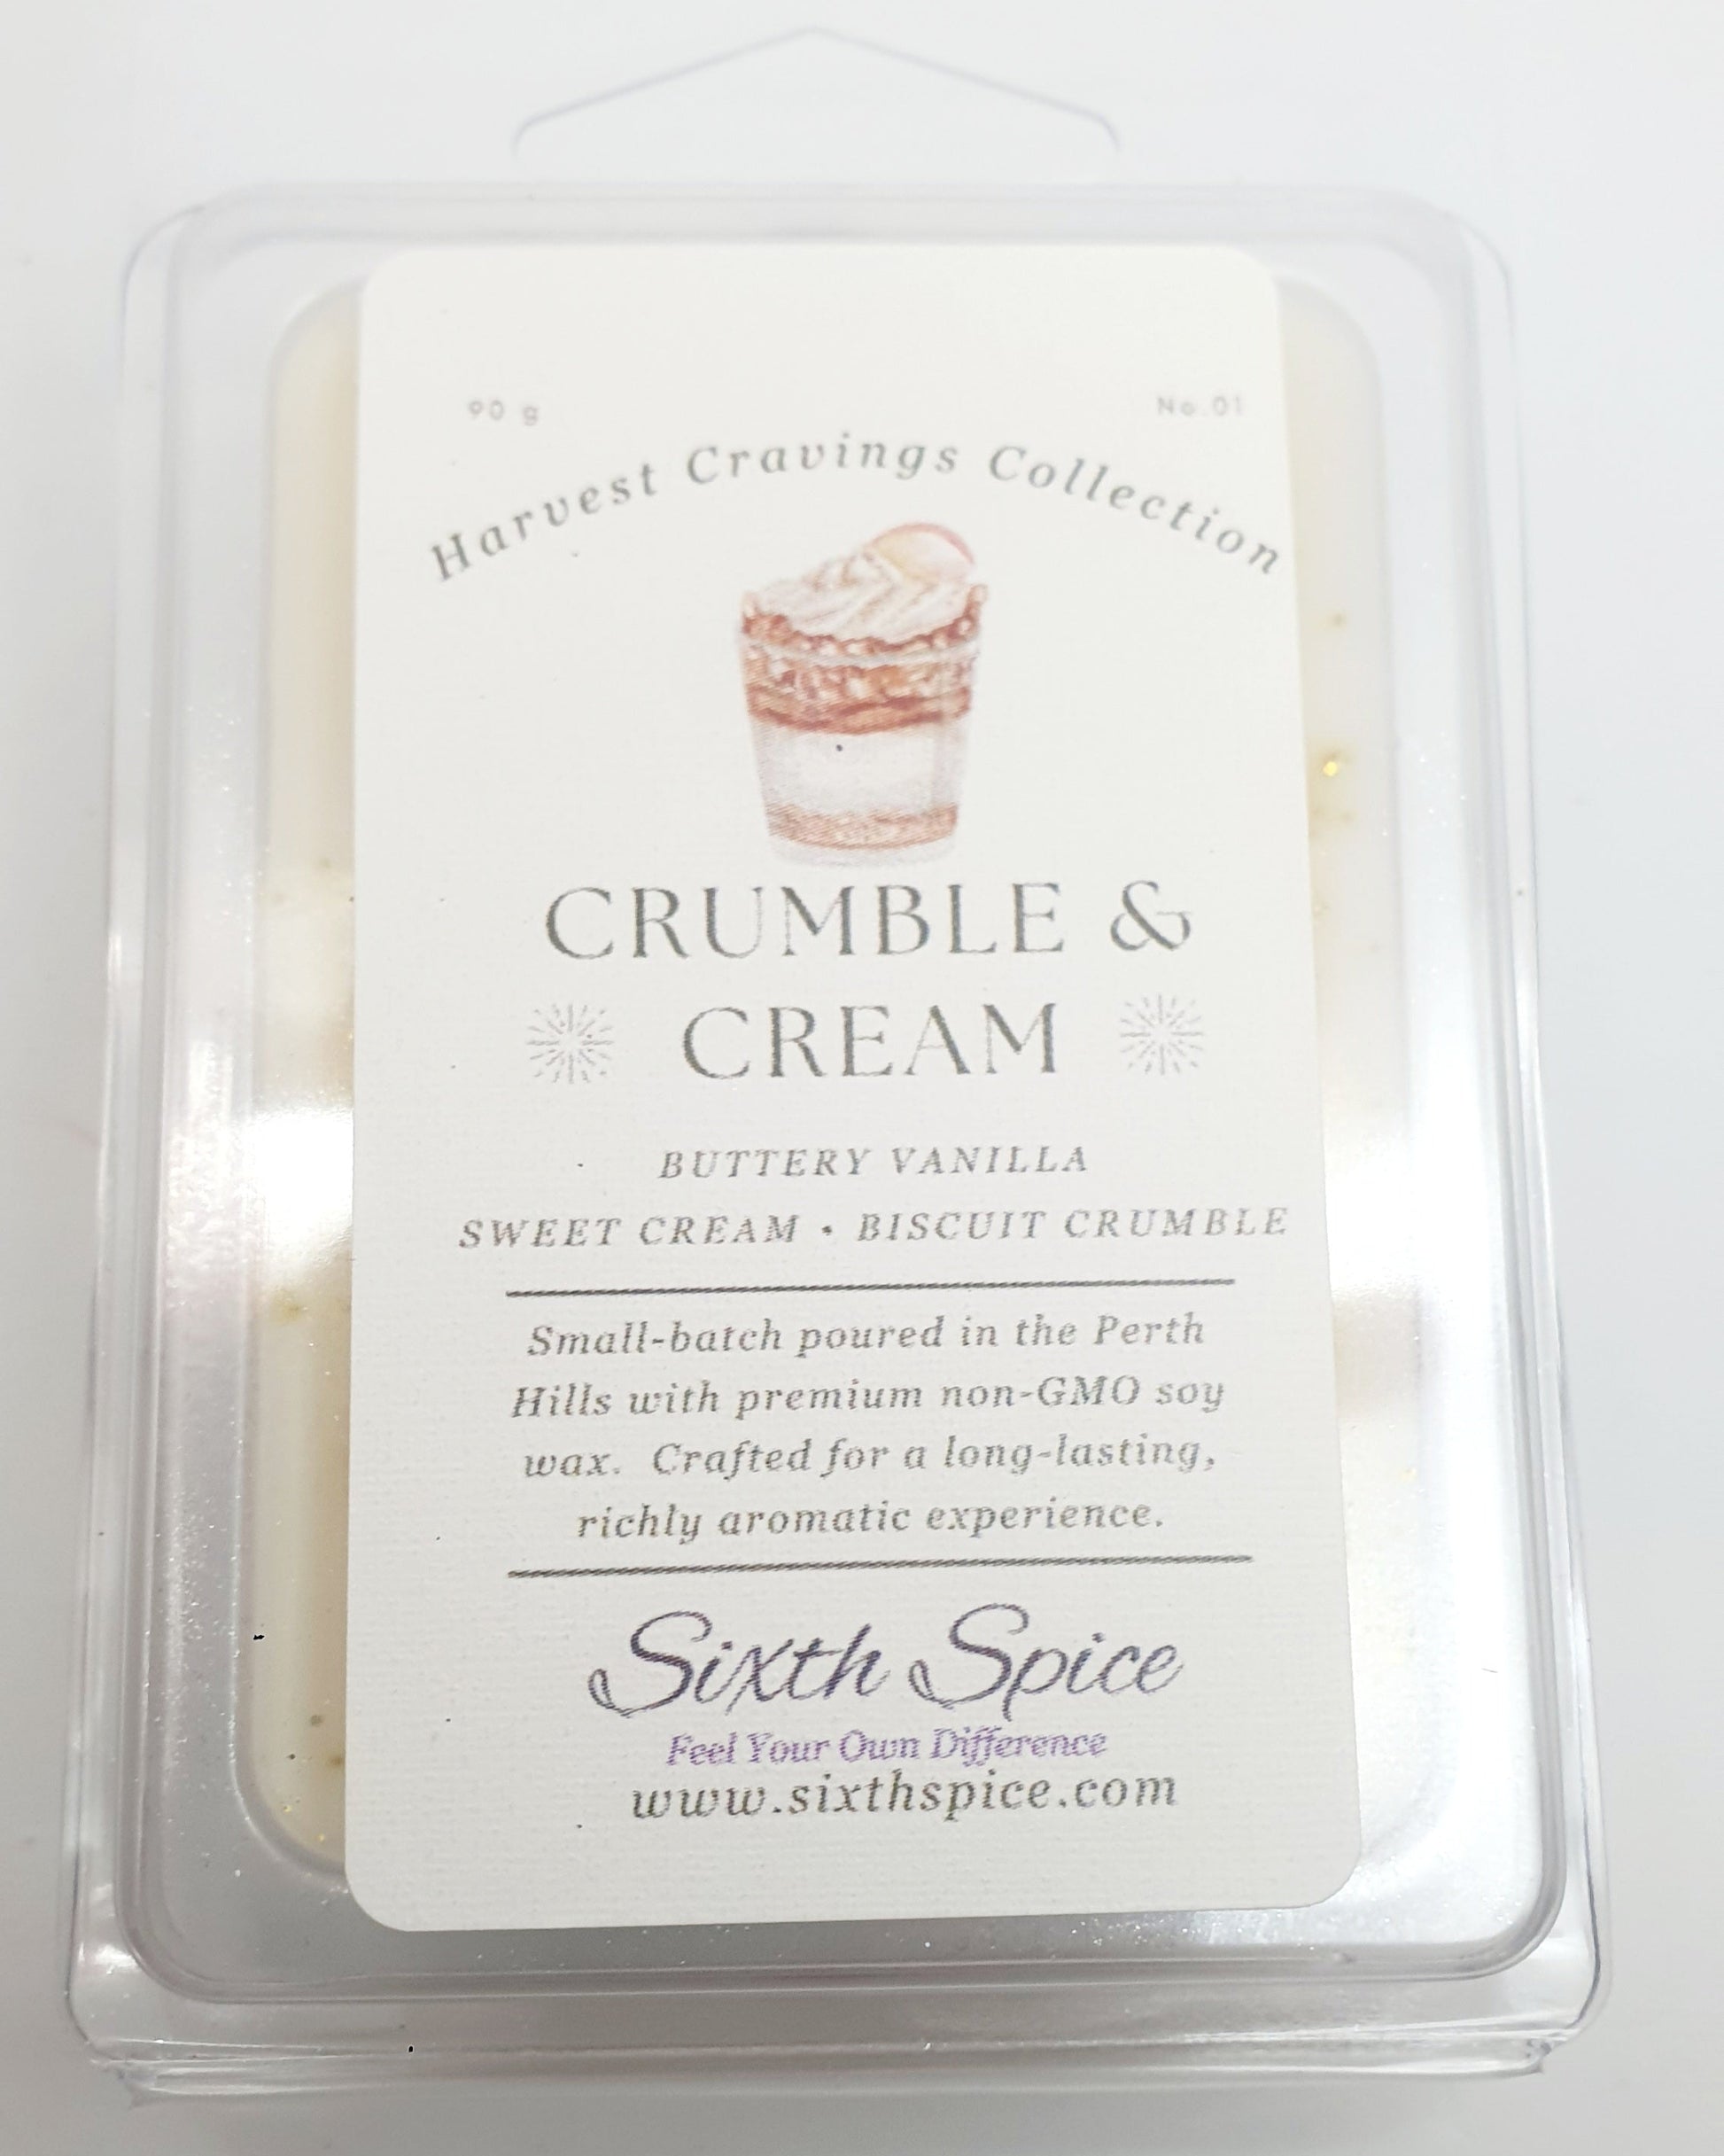 90 g
No.01
Harvest Cravings Collection
CRUMBLE &
CREAM
BUTTERY VANILLA
SWEET CREAM • BISCUIT CRUMBLE
Small-batch poured in the Perth
Hills with premium non-GMO soy
wax. Crafted for a long-lasting,
richly aromatic experience.
Sixth Spice
Feel Your Own Difference
www.sixthspice.com